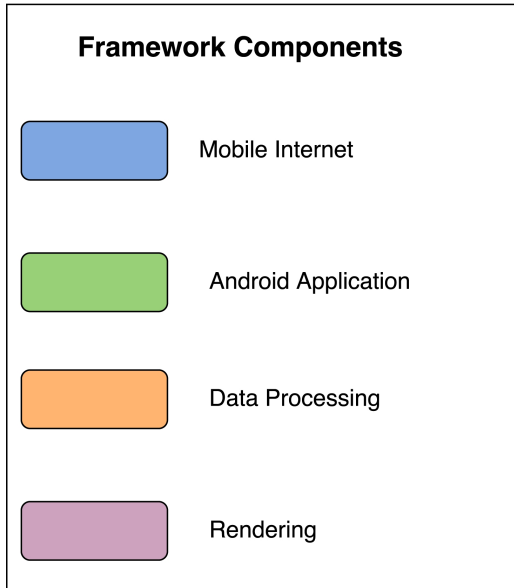 Framework Components
Mobile Internet
Android Application
Data Processing
Rendering